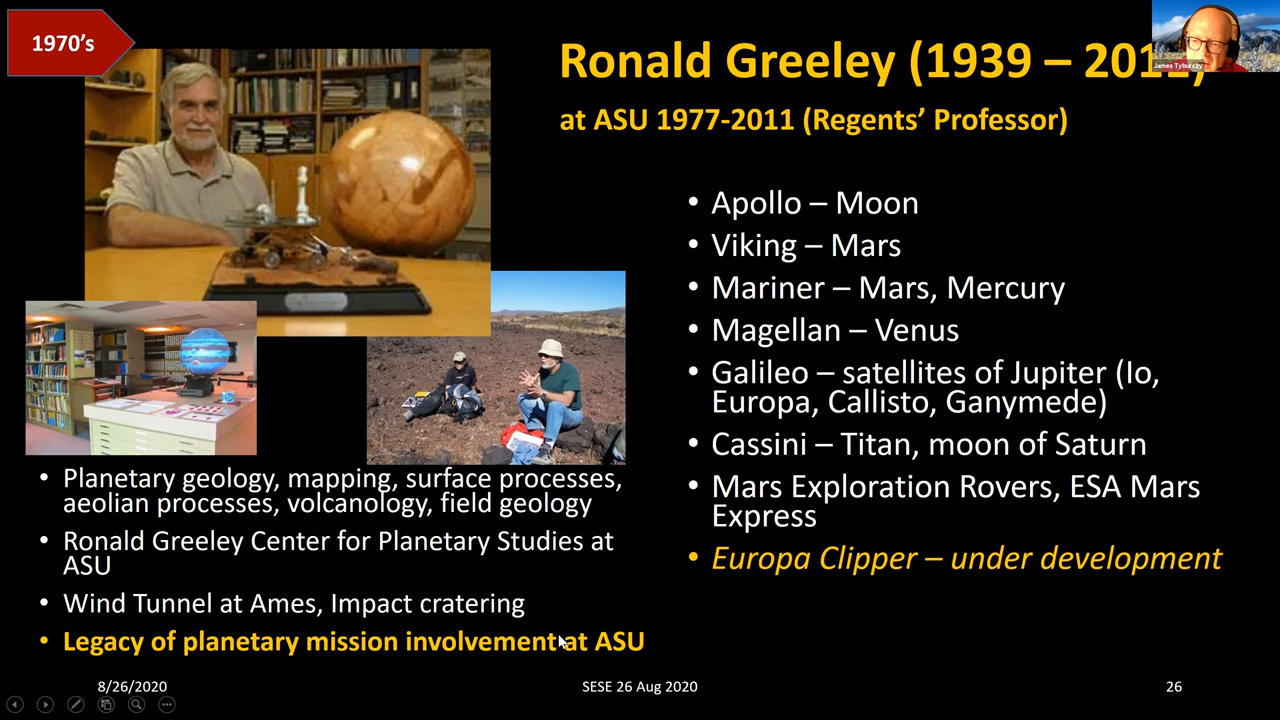 1970's
Ronald Greeley (1939 – 201
James Tyburczy
at ASU 1977-2011 (Regents' Professor)
• Apollo – Moon
• Viking – Mars
• Mariner – Mars, Mercury
• Magellan – Venus
• Galileo – satellites of Jupiter (Io,
Europa, Callisto, Ganymede)
• Cassini – Titan, moon of Saturn
• Mars Exploration Rovers, ESA Mars
Express
• Europa Clipper – under development
• Planetary geology, mapping, surface processes,
aeolian processes, volcanology, field geology
• Ronald Greeley Center for Planetary Studies at
ASU
• Wind Tunnel at Ames, Impact cratering
• Legacy of planetary mission involvement at ASU
8/26/2020
SESE 26 Aug 2020
26